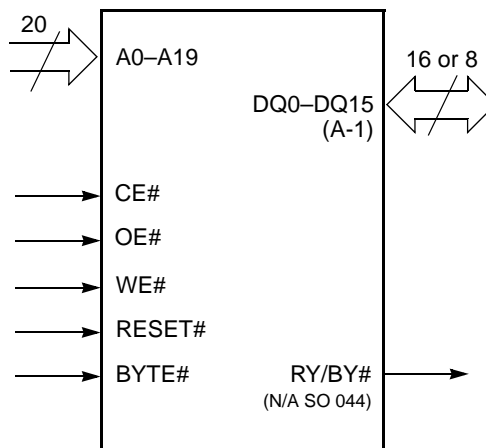 20
A0–A19
16 or 8
DQ0–DQ15
(A-1)
CE#
OE#
WE#
RESET#
BYTE#
RY/BY#
(N/A SO 044)